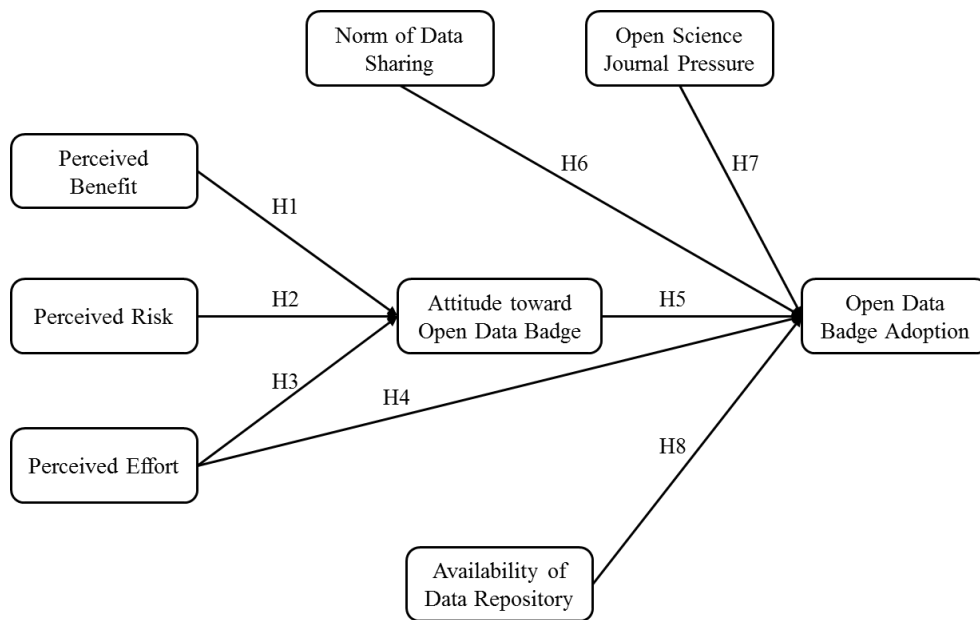 Norm of Data
Sharing
Open Science
Journal Pressure
Perceived
Benefit
H6
H7
H1
Perceived Risk
H2
Attitude toward
Open Data Badge
H5
Open Data
Badge Adoption
H3
H4
Perceived Effort
H8
Availability of
Data Repository